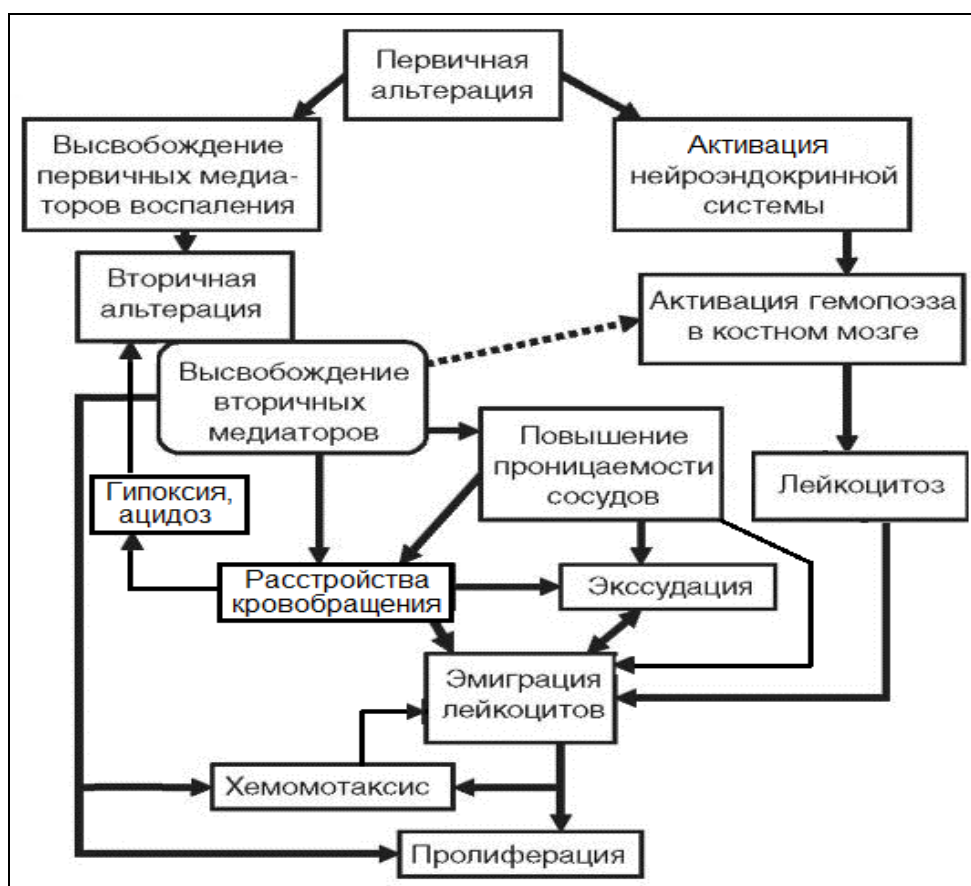 Первичная
альтерация
Высвобождение
первичных медиа-
торов воспаления
Активация
нейроэндокринной
системы
Вторичная
альтерация
Активация гемопоэза
в костном мозге
Высвобождение
вторичных
медиаторов
Повышение
проницаемости
сосудов
Лейкоцитоз
Гипоксия,
ацидоз
Расстройства
кровобращения
Экссудация
Эмиграция
лейкоцитов
Хемомотаксис
Пролиферация